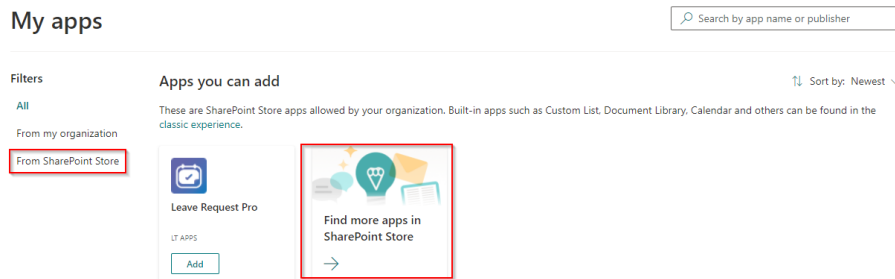 My apps
Search by app name or publisher
Filters
All
From my organization
From SharePoint Store
Apps you can add
Sort by: Newest
These are SharePoint Store apps allowed by your organization. Built-in apps such as Custom List, Document Library, Calendar and others can be found in the
classic experience.
Leave Request Pro
LT APPS
Add
Find more apps in
SharePoint Store